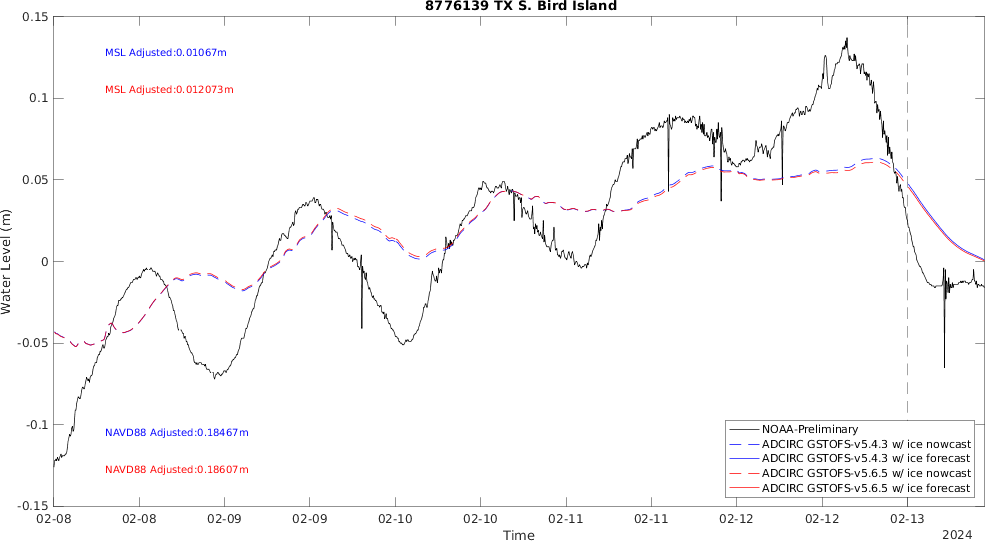 8776139 TX S. Bird Island
0.15
0.1
0.05
0
-0.05
-0.1
-0.15
Water Level (m)
MSL Adjusted:0.01067m
MSL Adjusted:0.012073m
NAVD88 Adjusted:0.18467m
NAVD88 Adjusted:0.18607m
NOAA-Preliminary
ADCIRC GSTOFS-v5.4.3 w/ ice nowcast
ADCIRC GSTOFS-v5.4.3 w/ ice forecast
ADCIRC GSTOFS-v5.6.5 w/ ice nowcast
ADCIRC GSTOFS-v5.6.5 w/ ice forecast
02-08 02-08 02-09 02-09 02-10 02-10 02-11 02-11 02-12 02-12 02-13
Time
2024